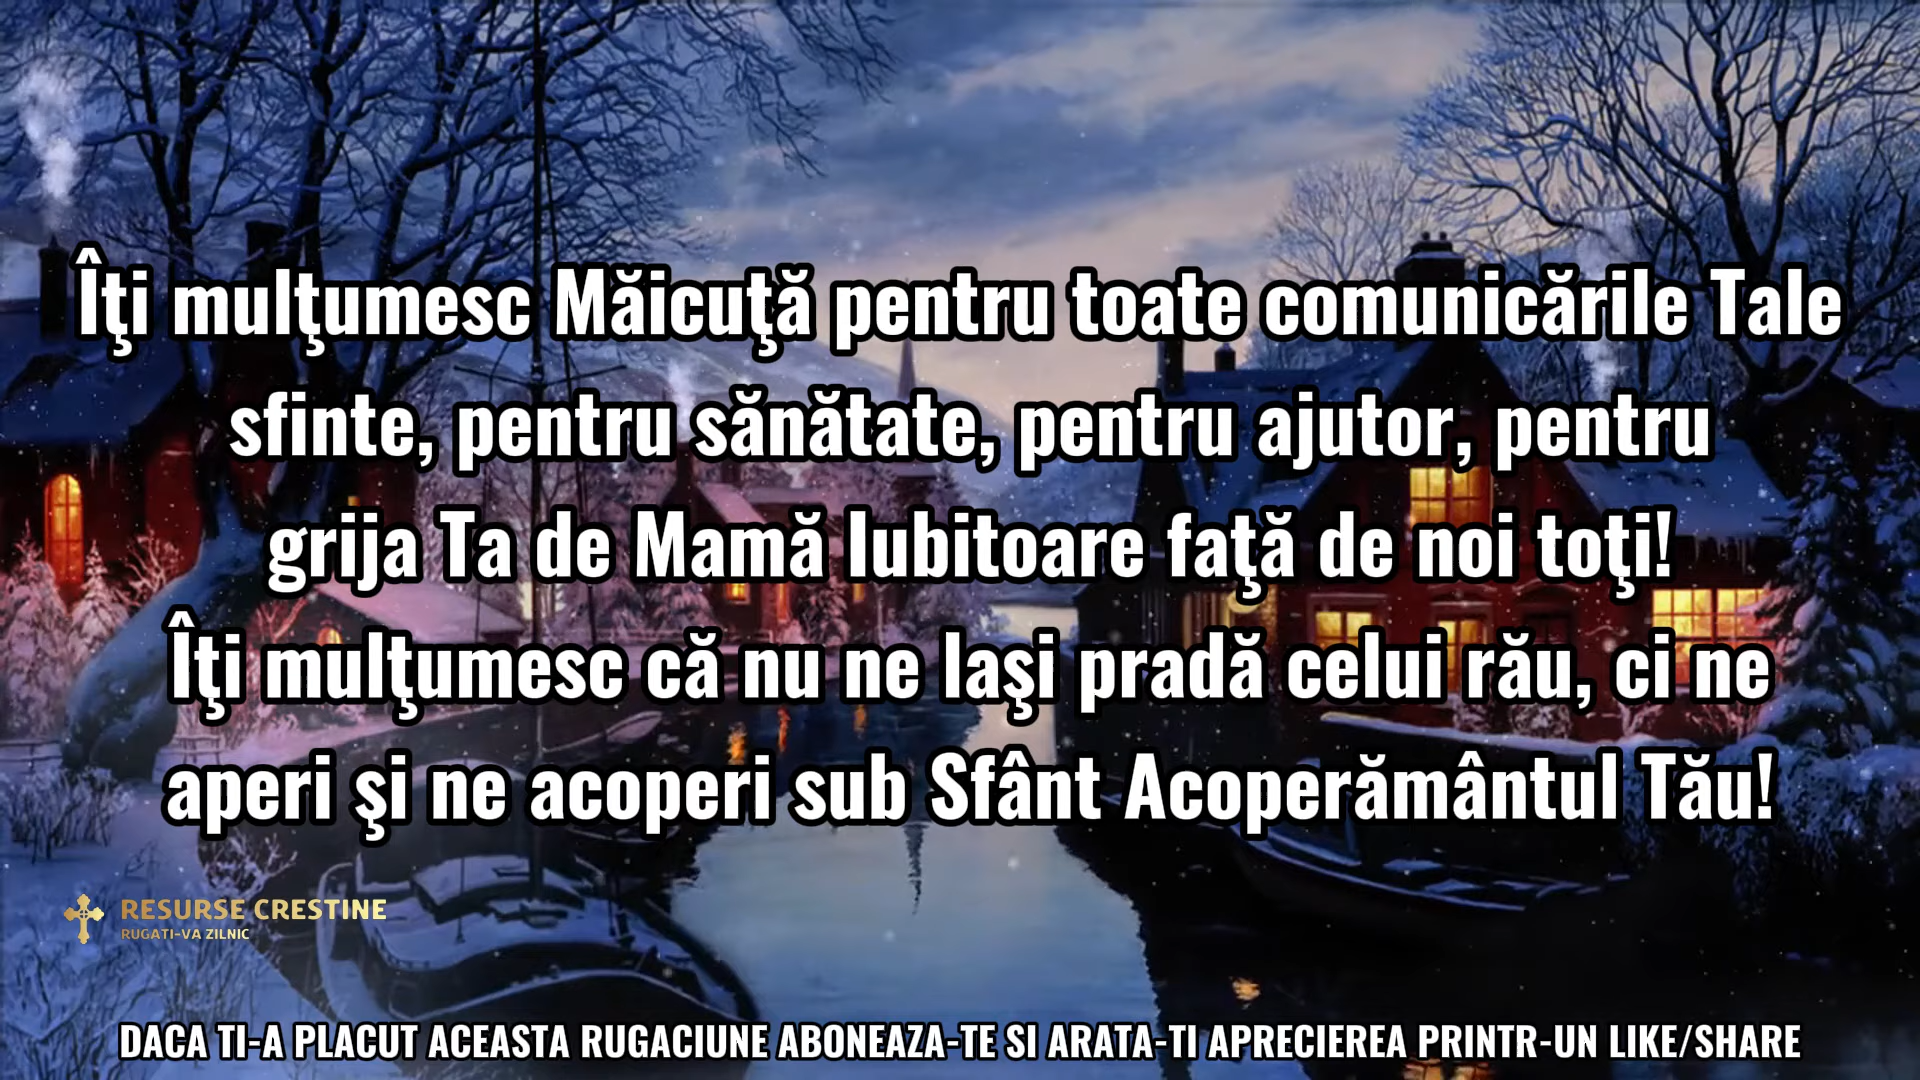 Îţi mulţumesc Măicuţă pentru toate comunicările Tale
sfinte, pentru sănătate, pentru ajutor, pentru
grija Ta de Mamă Iubitoare faţă de noi toţi!
Îţi mulţumesc că nu ne laşi pradă celui rău, ci ne
aperi şi ne acoperi sub Sfânt Acoperământul Tău!
RESURSE CRESTINE
RUGATI-VA ZILNIC
DACA TI-A PLACUT ACEASTA RUGACIUNE ABONEAZA-TE SI ARATA-TI APRECIEREA PRINTR-UN LIKE/SHARE